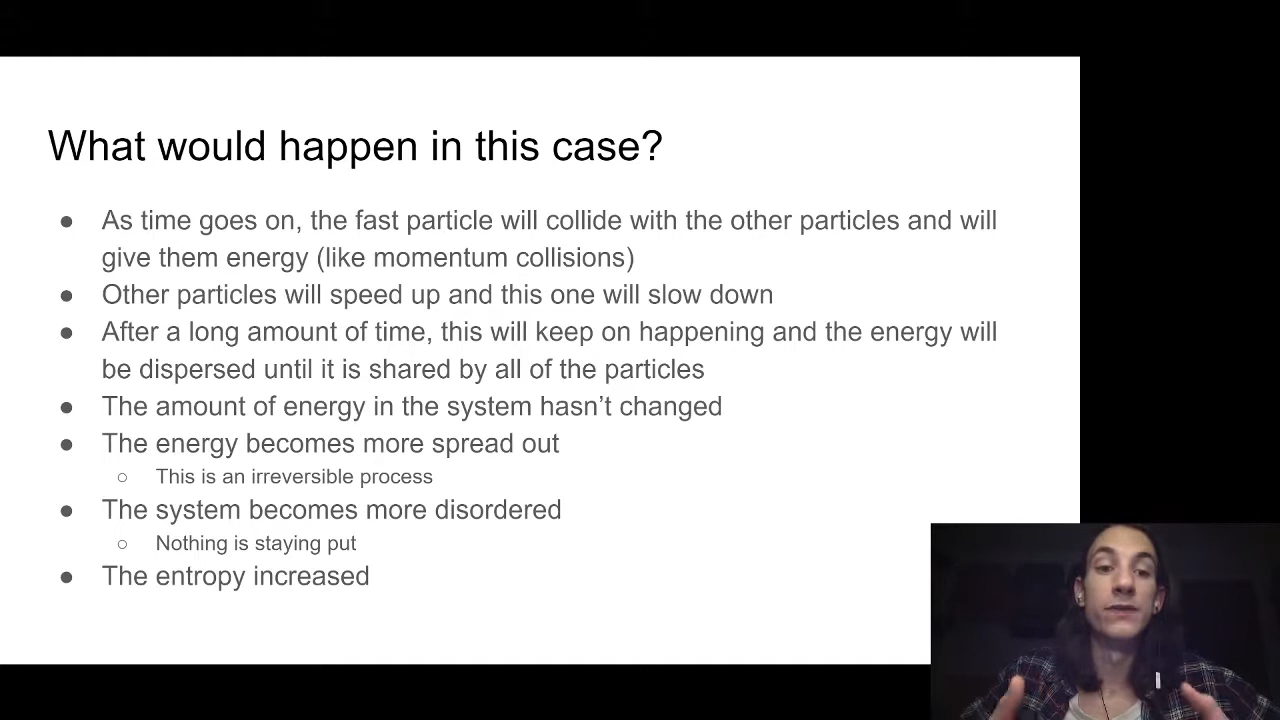 What would happen in this case?
● As time goes on, the fast particle will collide with the other particles and will
give them energy (like momentum collisions)
● Other particles will speed up and this one will slow down
● After a long amount of time, this will keep on happening and the energy will
be dispersed until it is shared by all of the particles
● The amount of energy in the system hasn’t changed
● The energy becomes more spread out
○ This is an irreversible process
● The system becomes more disordered
○ Nothing is staying put
● The entropy increased